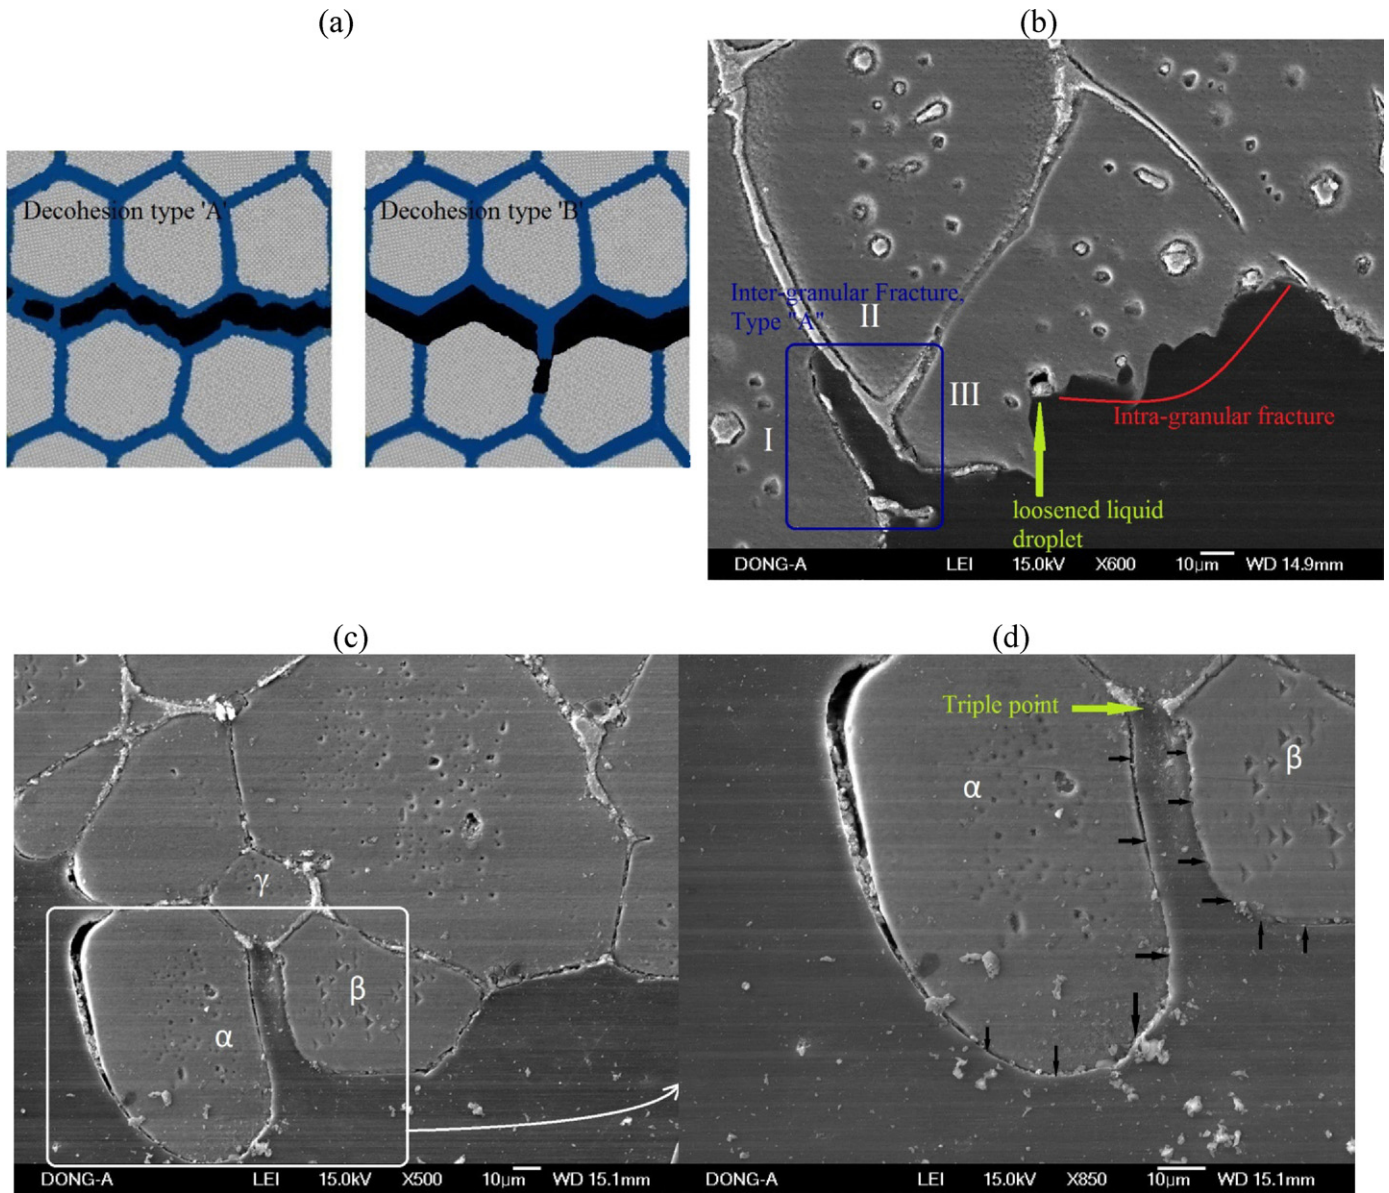 (a)
(b)
Decohesion type 'A'
Decohesion type 'B'
Inter-granular Fracture,
Type "A"
II
III
I
Intra-granular fracture
loosened liquid
droplet
DONG-A LEI 15.0kV X600 10µm WD 14.9mm
(c)
(d)
γ
β
α
DONG-A LEI 15.0kV X500 10µm WD 15.1mm
Triple point
β
α
DONG-A LEI 15.0kV X850 10µm WD 15.1mm